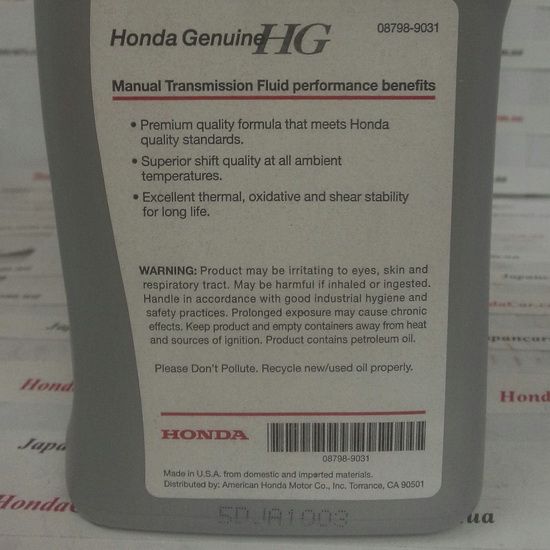 Honda Genuine HG
08798-9031
Manual Transmission Fluid performance benefits
• Premium quality formula that meets Honda
quality standards.
• Superior shift quality at all ambient
temperatures.
• Excellent thermal, oxidative and shear stability
for long life.
WARNING: Product may be irritating to eyes, skin and
respiratory tract. May be harmful if inhaled or ingested.
Handle in accordance with good industrial hygiene and
safety practices. Prolonged exposure may cause chronic
effects. Keep product and empty containers away from heat
and sources of ignition. Product contains petroleum oil.
Please Don't Pollute. Recycle new/used oil properly.
HONDA
08798-9031
Made in U.S.A. from domestic and imported materials.
Distributed by: American Honda Motor Co., Inc. Torrance, CA 90501
5DJA1003